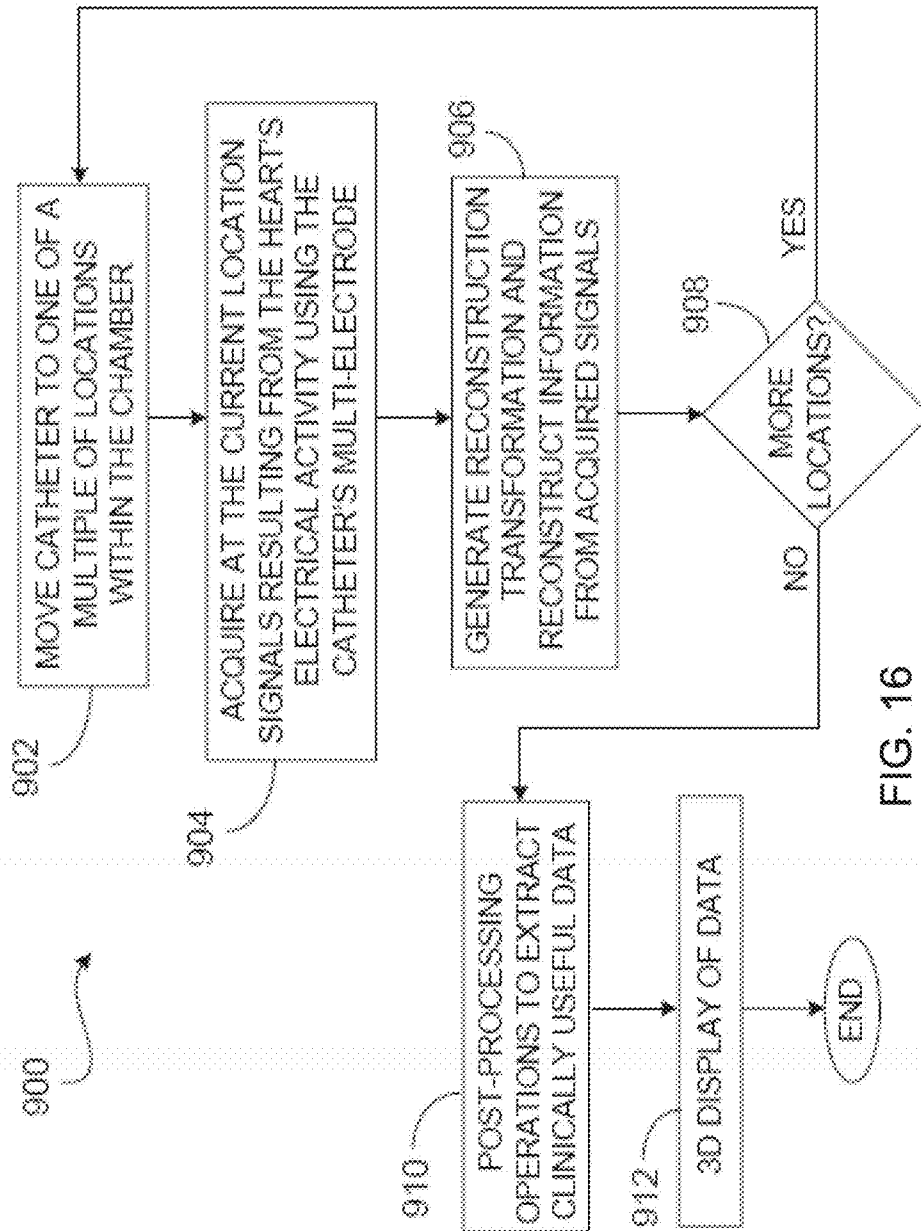 900
902
MOVE CATHETER TO ONE OF A
MULTIPLE OF LOCATIONS
WITHIN THE CHAMBER
904
ACQUIRE AT THE CURRENT LOCATION
SIGNALS RESULTING FROM THE HEART'S
ELECTRICAL ACTIVITY USING THE
CATHETER'S MULTI-ELECTRODE
906
GENERATE RECONSTRUCTION
TRANSFORMATION AND
RECONSTRUCT INFORMATION
FROM ACQUIRED SIGNALS
908
MORE
LOCATIONS?
YES
NO
910
POST-PROCESSING
OPERATIONS TO EXTRACT
CLINICALLY USEFUL DATA
912
3D DISPLAY OF DATA
END
FIG. 16